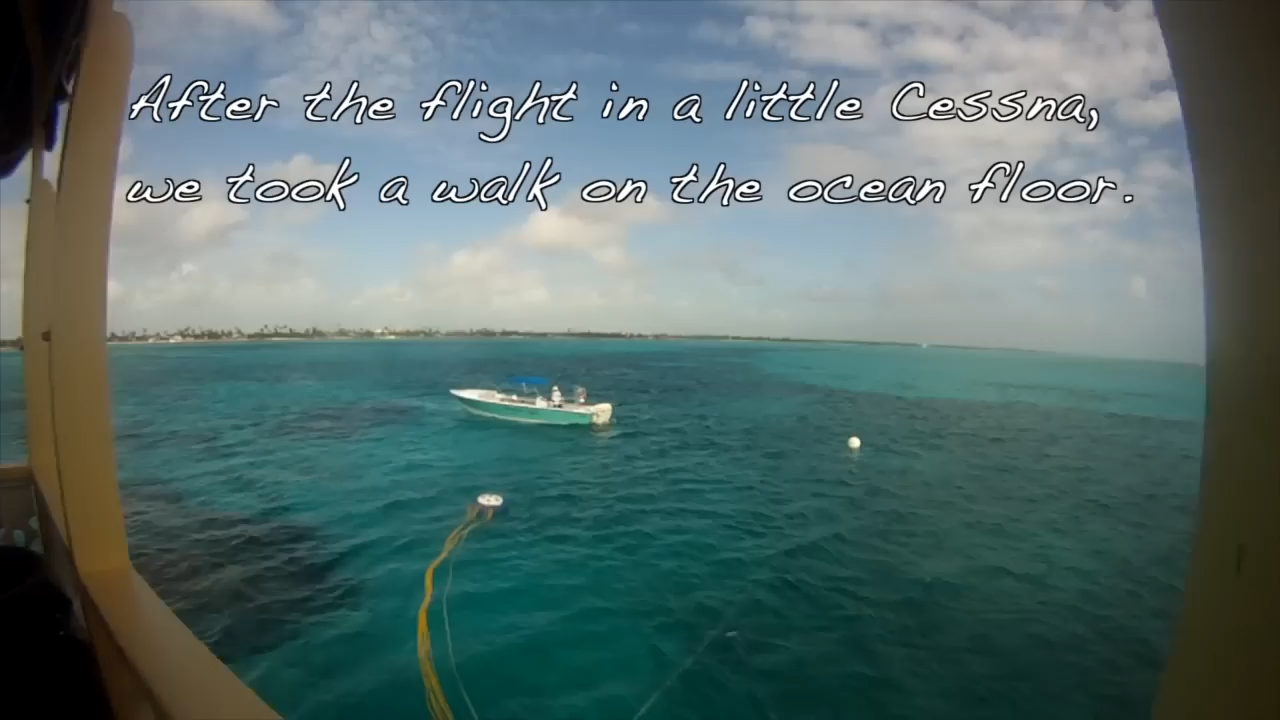 After the flight in a little Cessna,
we took a walk on the ocean floor.